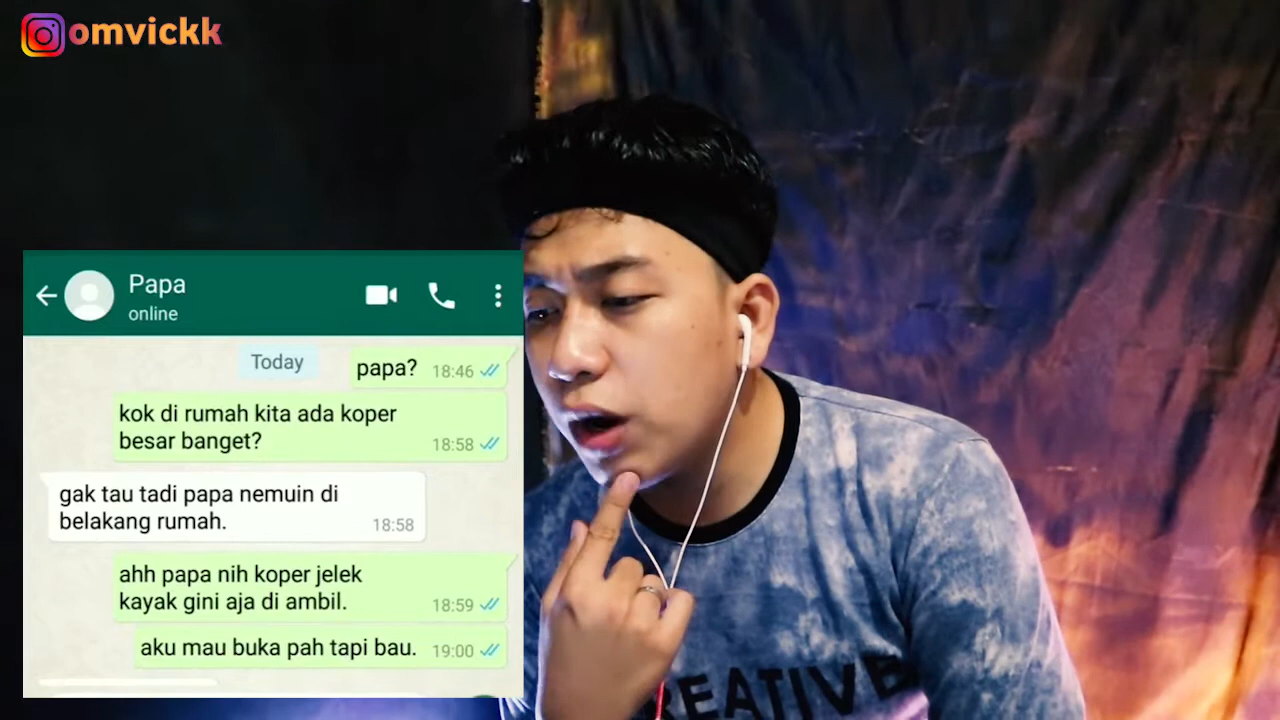 omvickk
Papa
online
Today
papa? 18:46
kok di rumah kita ada koper
besar banget? 18:58
gak tau tadi papa nemuin di
belakang rumah. 18:58
ahh papa nih koper jelek
kayak gini aja di ambil. 18:59
aku mau buka pah tapi bau. 19:00
CREATIVE